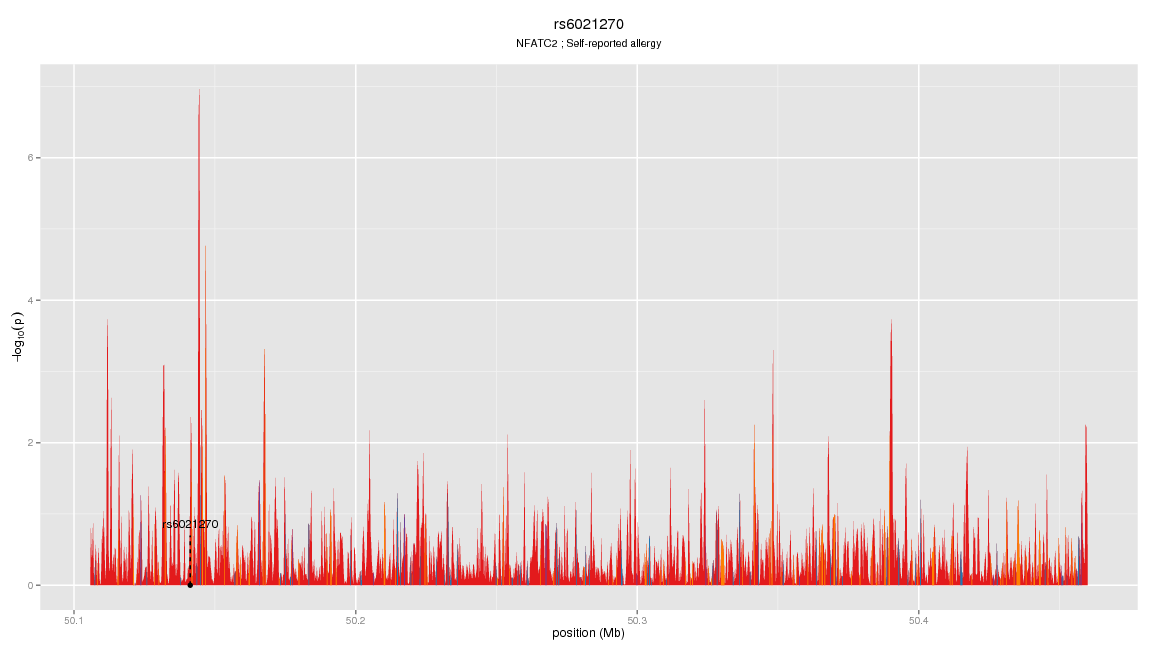 rs6021270
NFATC2 ; Self-reported allergy
−log10(p)
6
4
2
0
rs6021270
50.1
50.2
50.3
50.4
position (Mb)